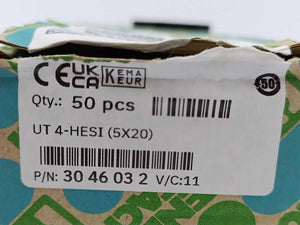 CE UK CA KEMA KEUR
50
Qty.: 50 pcs
UT 4-HESI (5X20)
P/N: 30 46 03 2 V/C:11